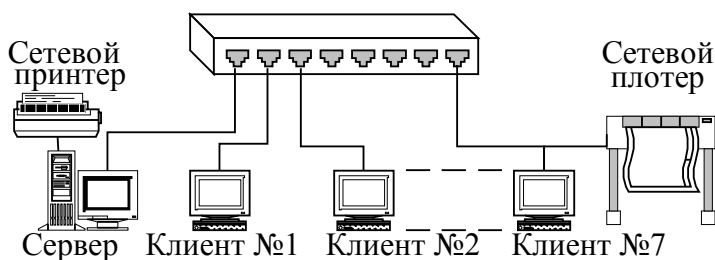 Сетевой
принтер
Сетевой
плотер
Сервер
Клиент №1
Клиент №2
Клиент №7